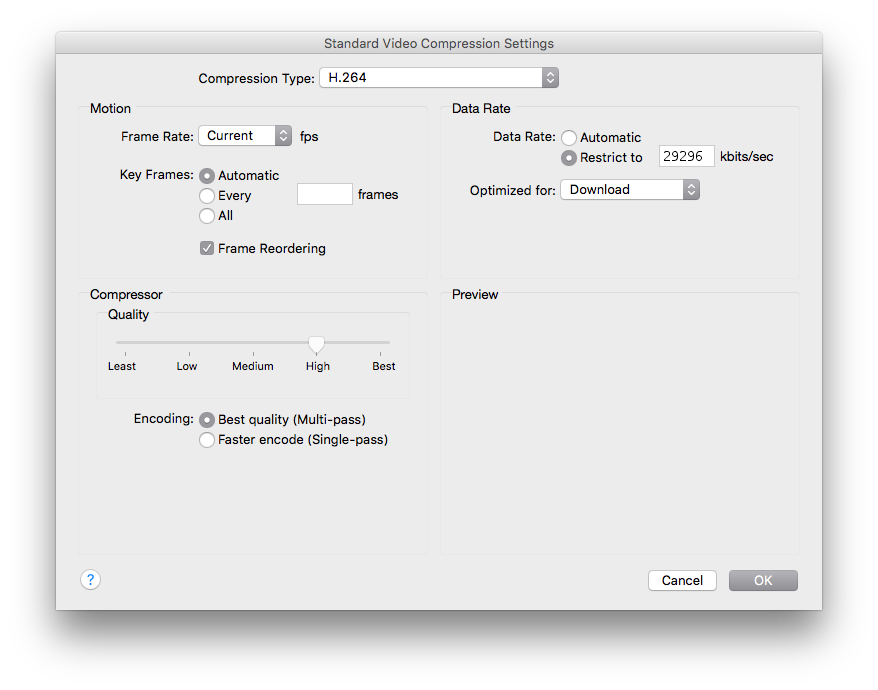 Standard Video Compression Settings
Compression Type: H.264
Motion
Frame Rate: Current fps
Key Frames: Automatic
Every frames
All
Frame Reordering
Data Rate
Data Rate: Automatic
Restrict to 29296 kbits/sec
Optimized for: Download
Compressor
Quality
Least Low Medium High Best
Encoding: Best quality (Multi-pass)
Faster encode (Single-pass)
Preview
? Cancel OK